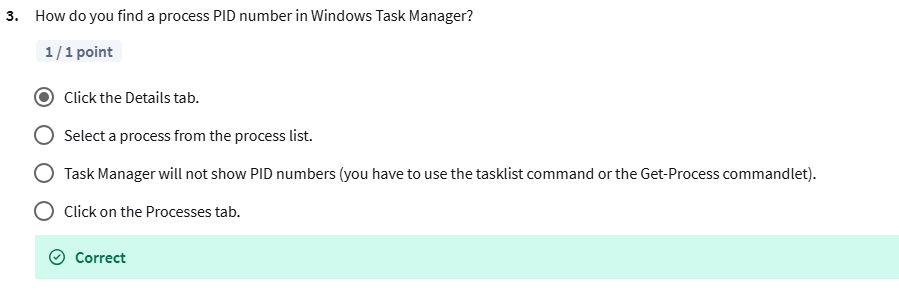 3. How do you find a process PID number in Windows Task Manager?
1 / 1 point
Click the Details tab.
Select a process from the process list.
Task Manager will not show PID numbers (you have to use the tasklist command or the Get-Process commandlet).
Click on the Processes tab.
Correct